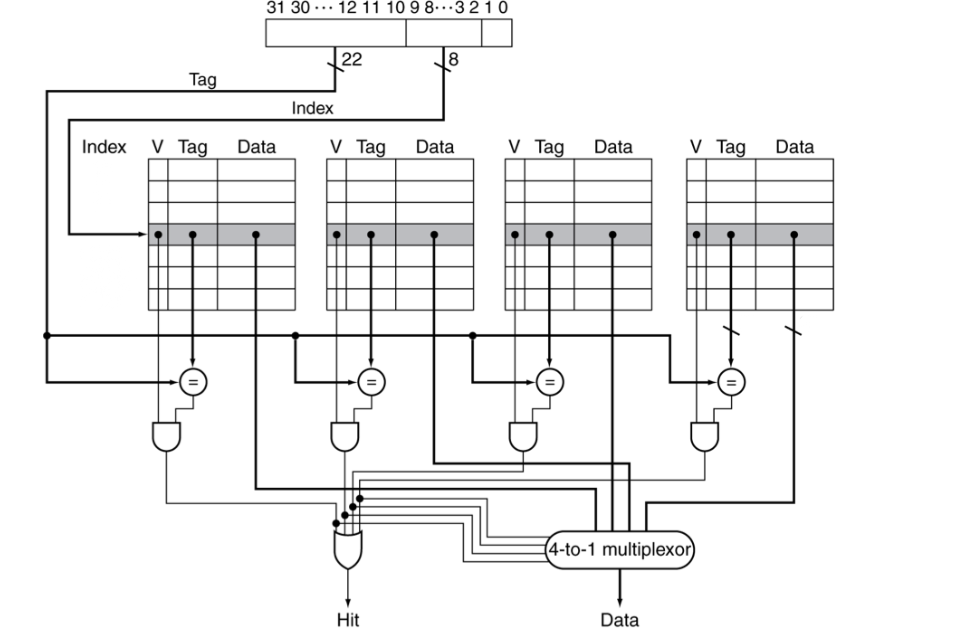 31 30 ··· 12 11 10 9 8···3 2 1 0
22
8
Tag
Index
Index V Tag Data V Tag Data V Tag Data V Tag Data
= = = =
4-to-1 multiplexor
Hit Data